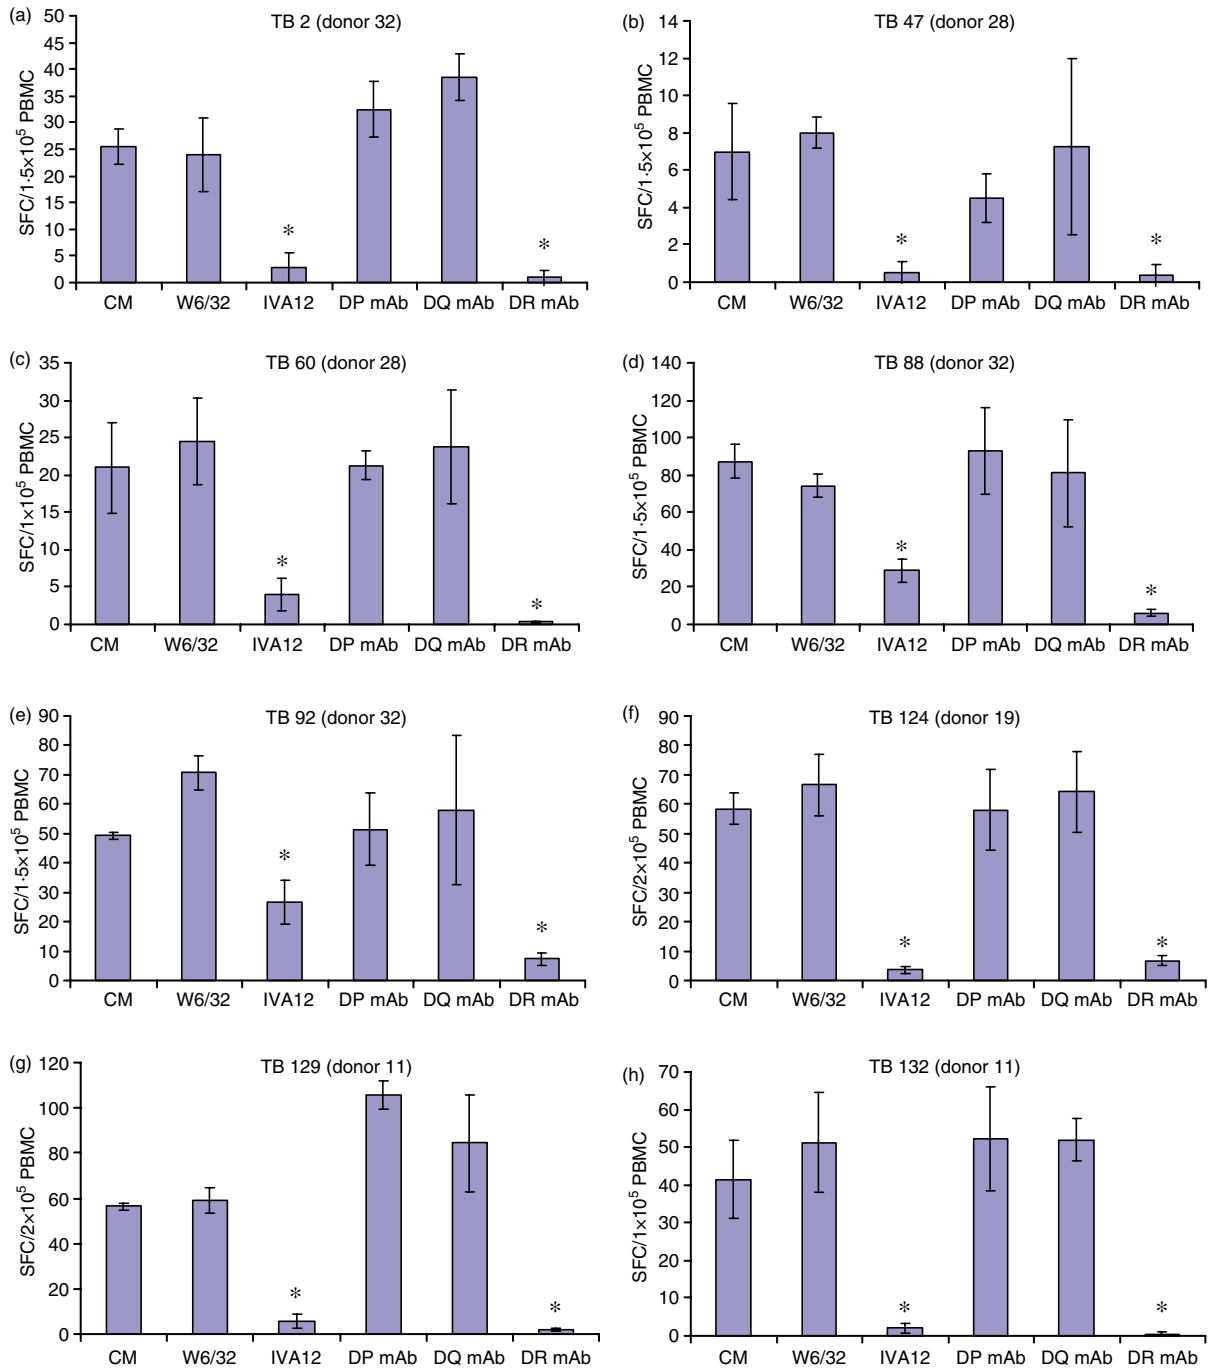 (a)
TB 2 (donor 32)
SFC/1·5×10⁵ PBMC
50
45
40
35
30
25
20
15
10
5
0
*
*
CM W6/32 IVA12 DP mAb DQ mAb DR mAb
(b)
TB 47 (donor 28)
SFC/1·5×10⁵ PBMC
14
12
10
8
6
4
2
0
*
*
CM W6/32 IVA12 DP mAb DQ mAb DR mAb
(c)
TB 60 (donor 28)
SFC/1×10⁵ PBMC
35
30
25
20
15
10
5
0
*
*
CM W6/32 IVA12 DP mAb DQ mAb DR mAb
(d)
TB 88 (donor 32)
SFC/1·5×10⁵ PBMC
140
120
100
80
60
40
20
0
*
*
CM W6/32 IVA12 DP mAb DQ mAb DR mAb
(e)
TB 92 (donor 32)
SFC/1·5×10⁵ PBMC
90
80
70
60
50
40
30
20
10
0
*
*
CM W6/32 IVA12 DP mAb DQ mAb DR mAb
(f)
TB 124 (donor 19)
SFC/2×10⁵ PBMC
90
80
70
60
50
40
30
20
10
0
*
*
CM W6/32 IVA12 DP mAb DQ mAb DR mAb
(g)
TB 129 (donor 11)
SFC/2×10⁵ PBMC
120
100
80
60
40
20
0
*
*
CM W6/32 IVA12 DP mAb DQ mAb DR mAb
(h)
TB 132 (donor 11)
SFC/1×10⁵ PBMC
70
60
50
40
30
20
10
0
*
*
CM W6/32 IVA12 DP mAb DQ mAb DR mAb